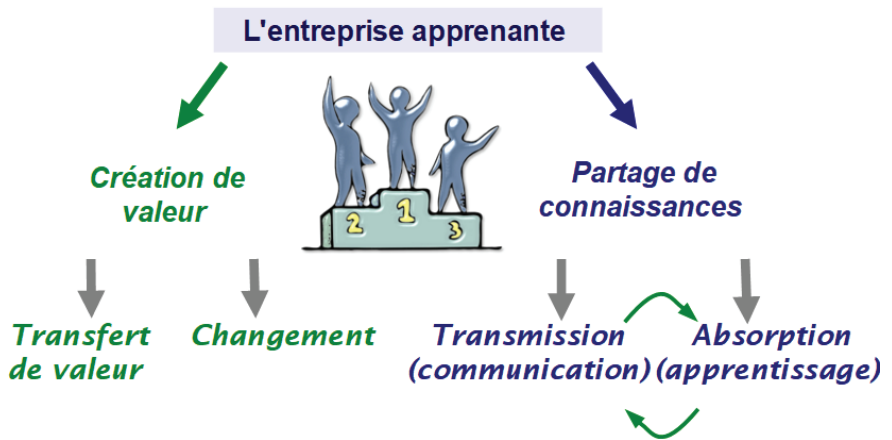 L'entreprise apprenante
Création de
valeur
Partage de
connaissances
2
1
3
Transfert
de valeur
Changement
Transmission
(communication)
Absorption
(apprentissage)